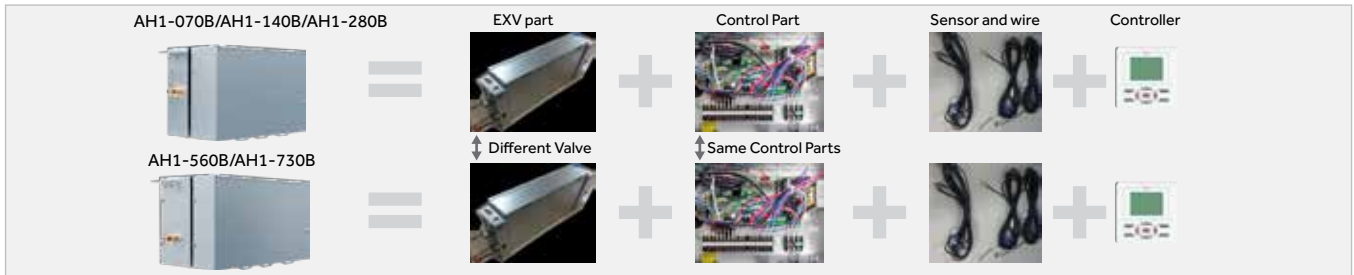 AH1-070B/AH1-140B/AH1-280B
EXV part
Control Part
Sensor and wire
Controller
Different Valve
Same Control Parts
AH1-560B/AH1-730B